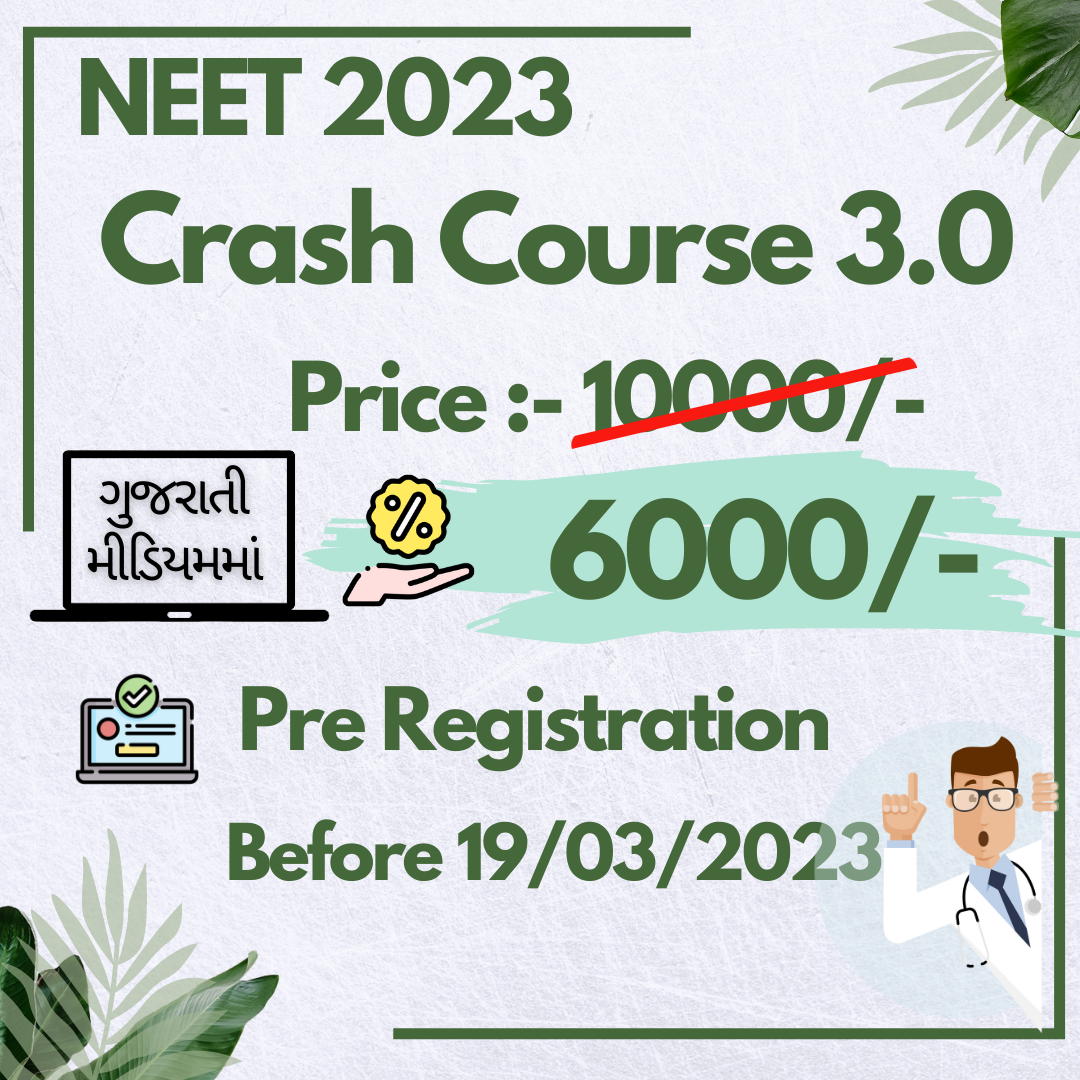 NEET 2023
Crash Course 3.0
Price :- 10000/-
6000/-
ગુજરાતી
મીડિયમમાં
Pre Registration
Before 19/03/2023